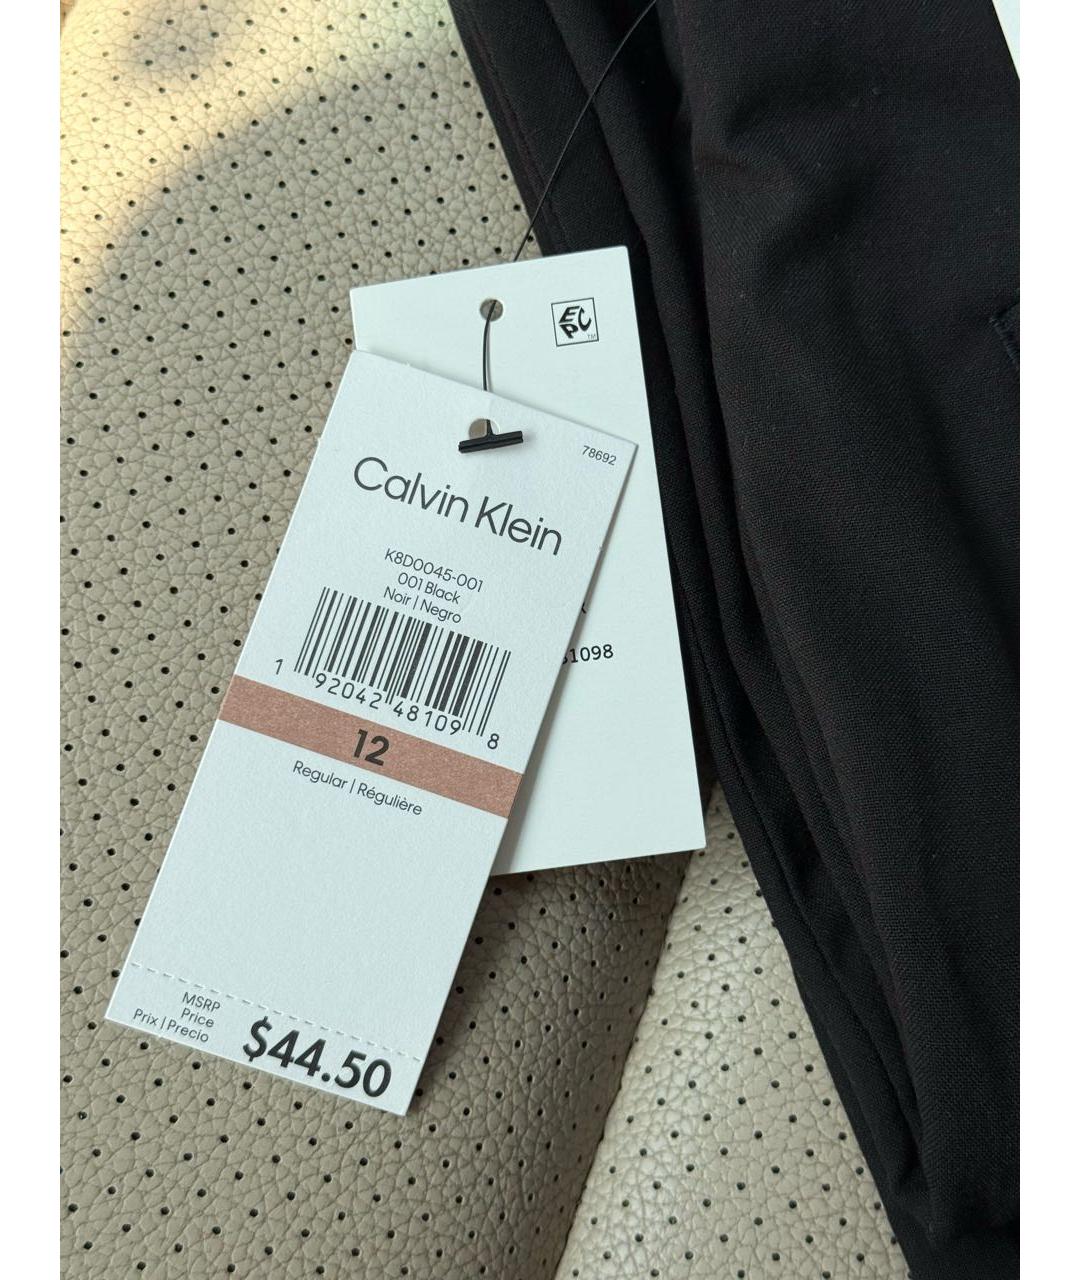 EPC
TM
78692
Calvin Klein
K8D0045-001
001 Black
Noir | Negro
1 92042 48109 8
1098
12
Regular | Régulière
MSRP
Price
Prix | Precio
$44.50